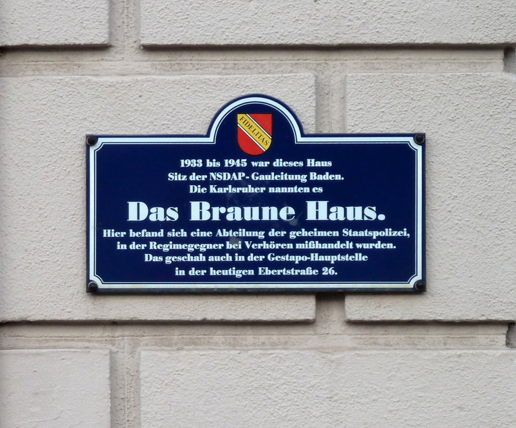 FIDELITAS
1933 bis 1945 war dieses Haus
Sitz der NSDAP-Gauleitung Baden.
Die Karlsruher nannten es
Das Braune Haus.
Hier befand sich eine Abteilung der geheimen Staatspolizei,
in der Regimegegner bei Verhören mißhandelt wurden.
Das geschah auch in der Gestapo-Hauptstelle
in der heutigen Ebertstraße 26.